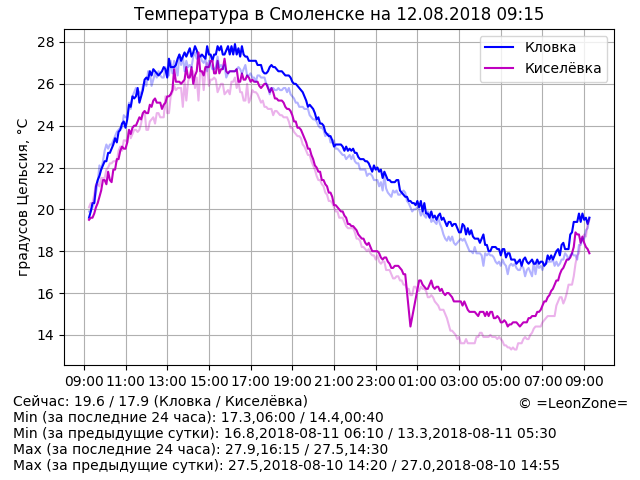 Температура в Смоленске на 12.08.2018 09:15
Кловка
Киселёвка
градусов Цельсия, °C
28
26
24
22
20
18
16
14
09:00 11:00 13:00 15:00 17:00 19:00 21:00 23:00 01:00 03:00 05:00 07:00 09:00
Сейчас: 19.6 / 17.9 (Кловка / Киселёвка)
© =LeonZone=
Min (за последние 24 часа): 17.3,06:00 / 14.4,00:40
Min (за предыдущие сутки): 16.8,2018-08-11 06:10 / 13.3,2018-08-11 05:30
Max (за последние 24 часа): 27.9,16:15 / 27.5,14:30
Max (за предыдущие сутки): 27.5,2018-08-10 14:20 / 27.0,2018-08-10 14:55